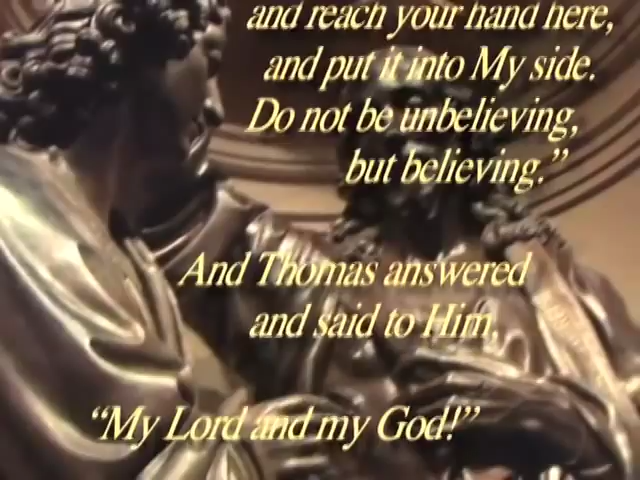 and reach your hand here,
and put it into My side.
Do not be unbelieving,
but believing.”
And Thomas answered
and said to Him,
“My Lord and my God!”